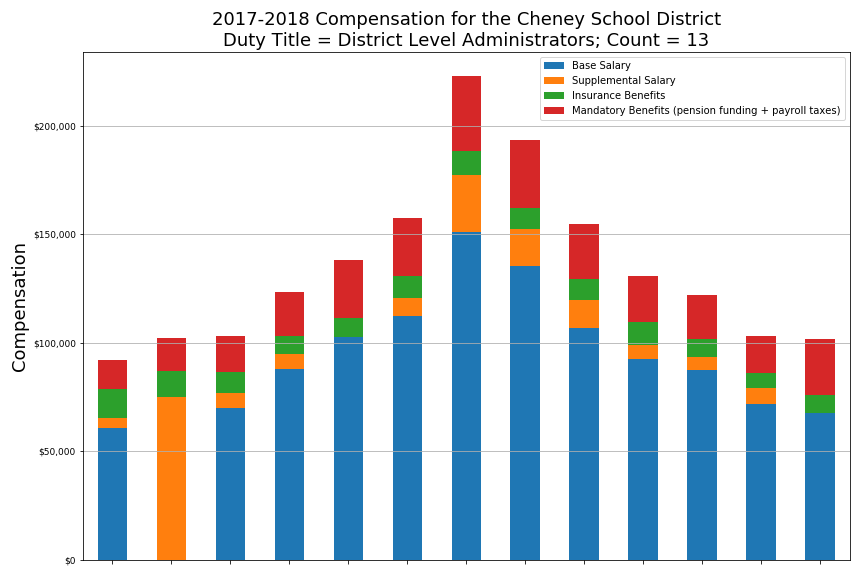 2017-2018 Compensation for the Cheney School District
Duty Title = District Level Administrators; Count = 13
Base Salary
Supplemental Salary
Insurance Benefits
Mandatory Benefits (pension funding + payroll taxes)
Compensation
$200,000
$150,000
$100,000
$50,000
$0